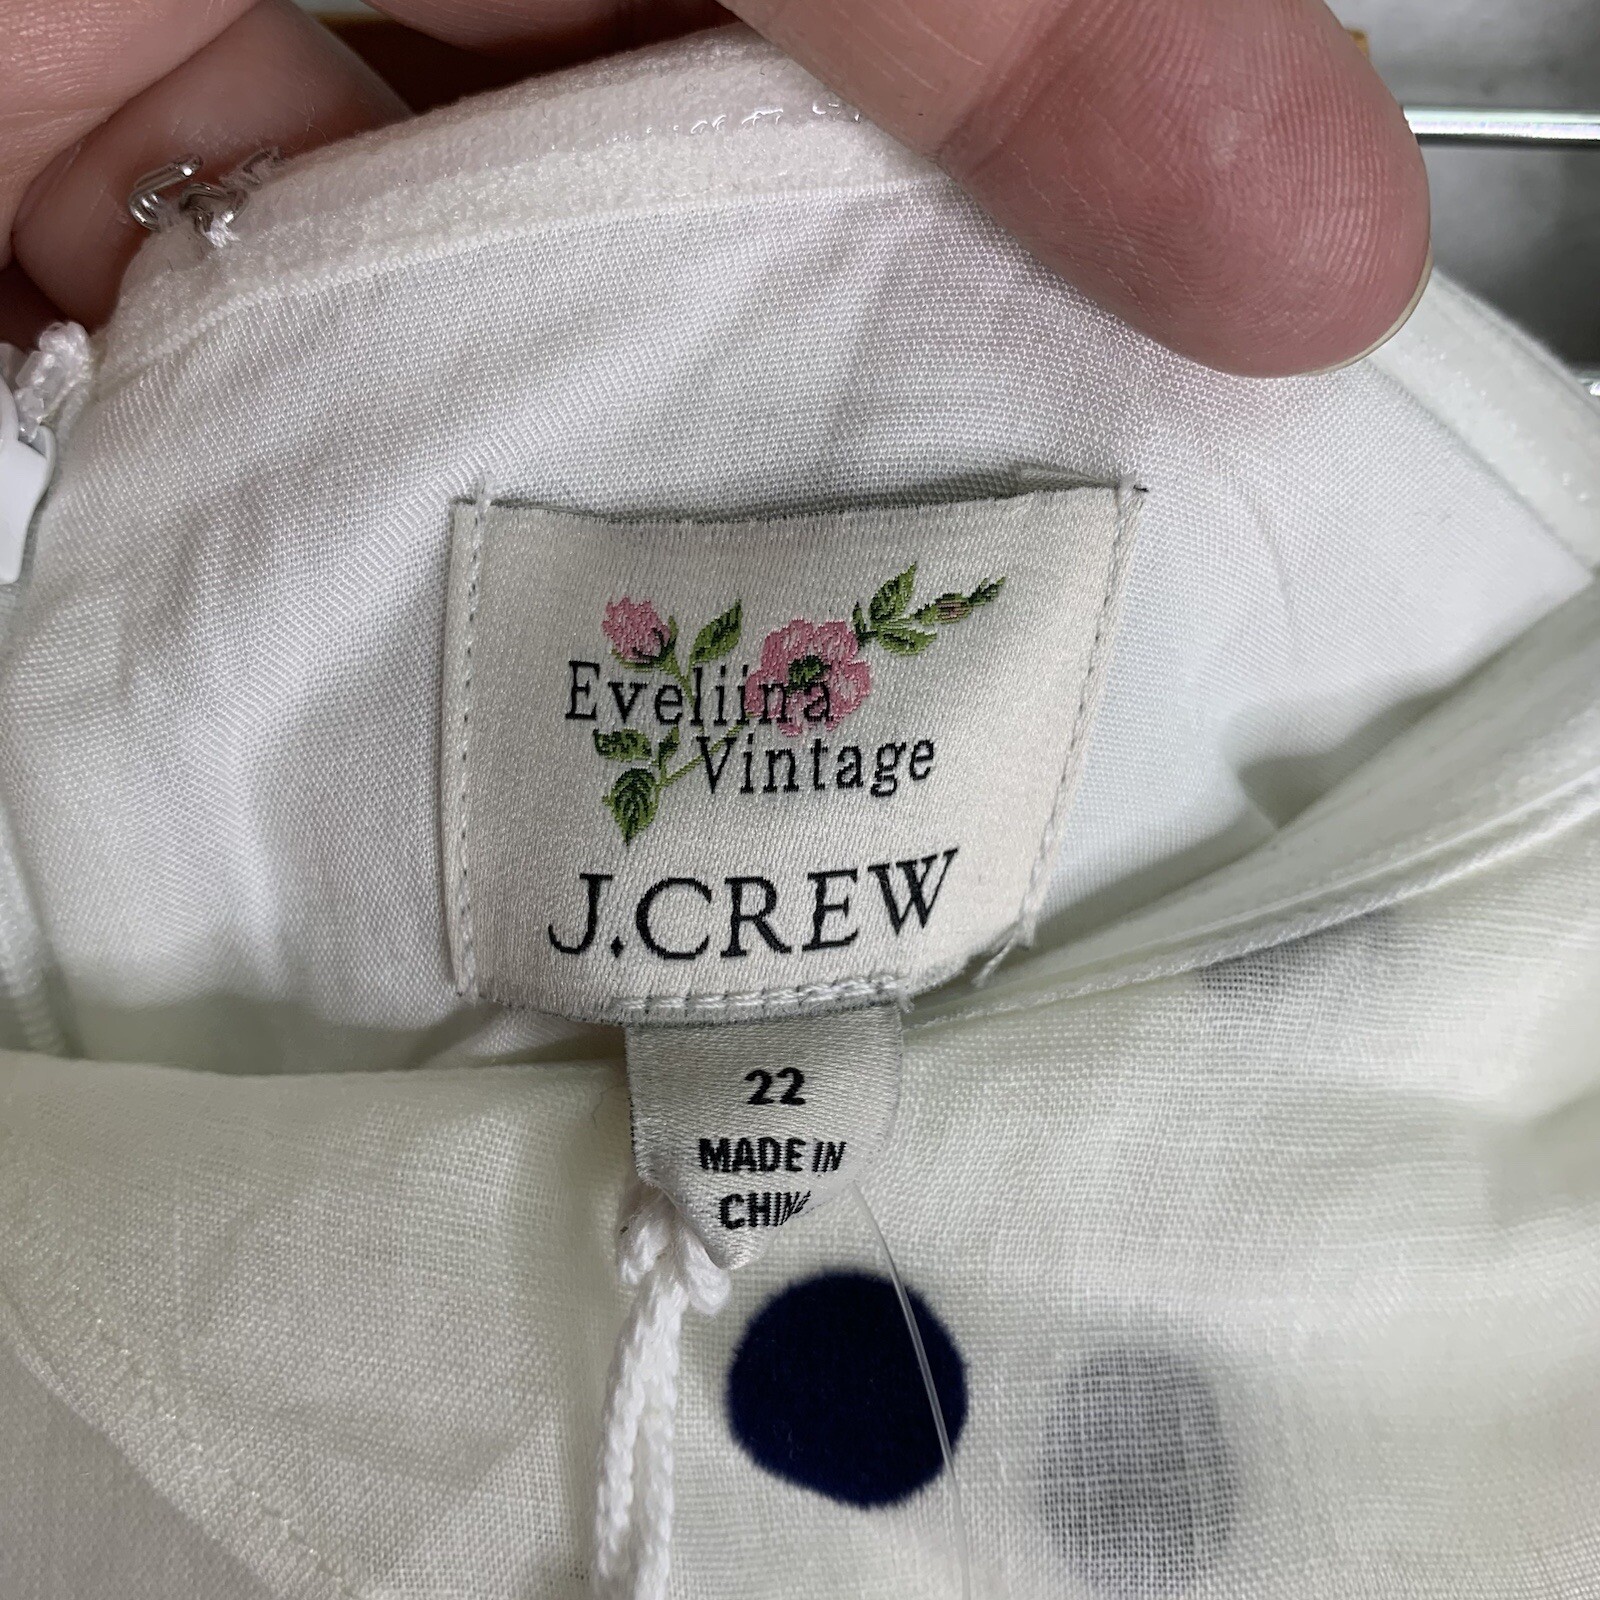 Eveliina
Vintage
J.CREW
22
MADE IN
CHINA